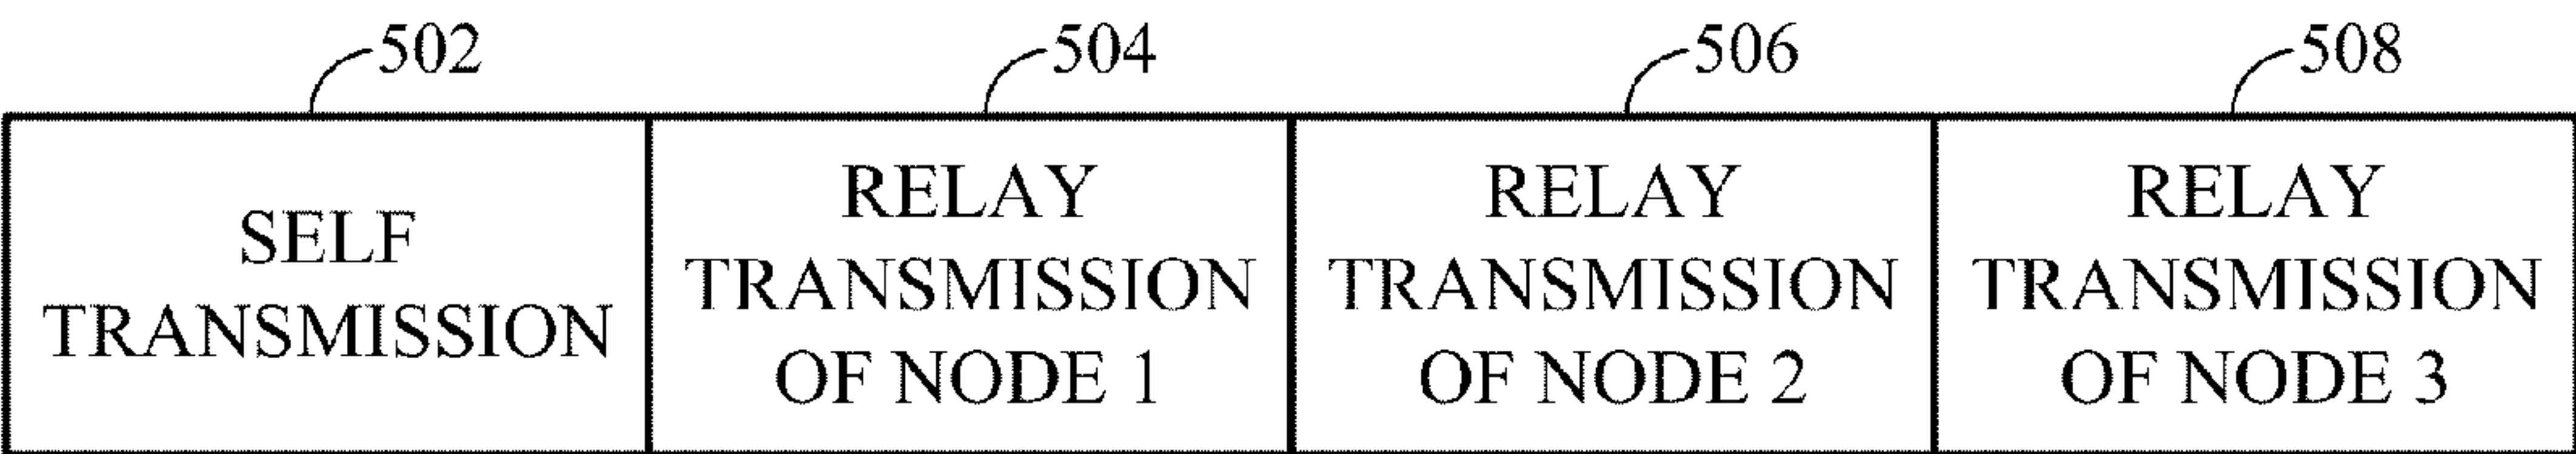 502
504
506
508
SELF
TRANSMISSION
RELAY
TRANSMISSION
OF NODE 1
RELAY
TRANSMISSION
OF NODE 2
RELAY
TRANSMISSION
OF NODE 3